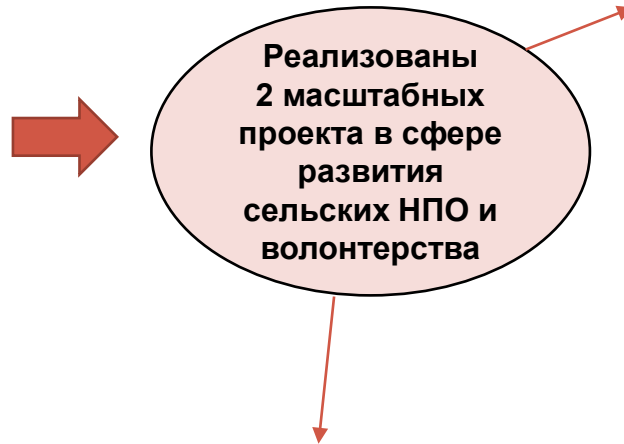 Реализованы
2 масштабных
проекта в сфере
развития
сельских НПО и
волонтерства